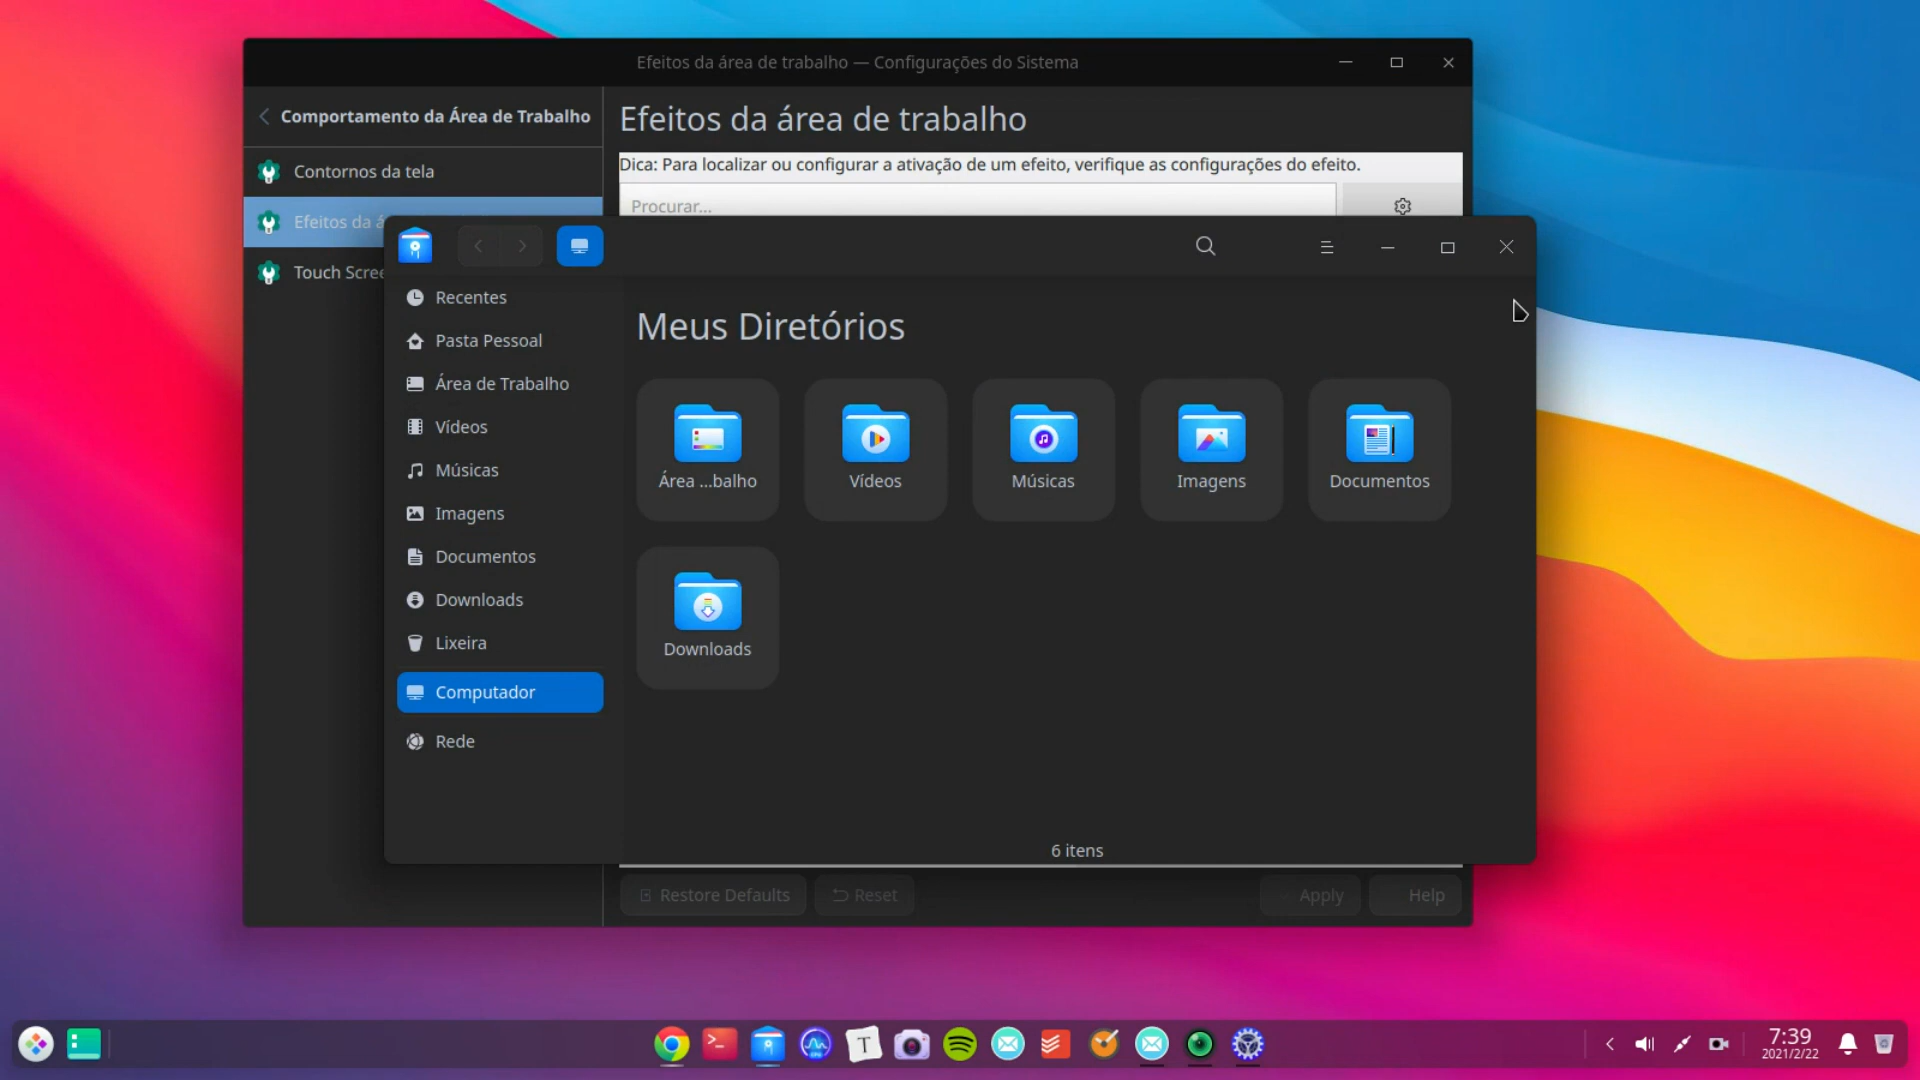 Efeitos da área de trabalho — Configurações do Sistema
Comportamento da Área de Trabalho
Contornos da tela
Efeitos da á
Touch Scree
Efeitos da área de trabalho
Dica: Para localizar ou configurar a ativação de um efeito, verifique as configurações do efeito.
Procurar...
Recentes
Pasta Pessoal
Área de Trabalho
Vídeos
Músicas
Imagens
Documentos
Downloads
Lixeira
Computador
Rede
Meus Diretórios
Área ...balho
Vídeos
Músicas
Imagens
Documentos
Downloads
6 itens
Restore Defaults
Reset
Apply
Help
T
7:39
2021/2/22